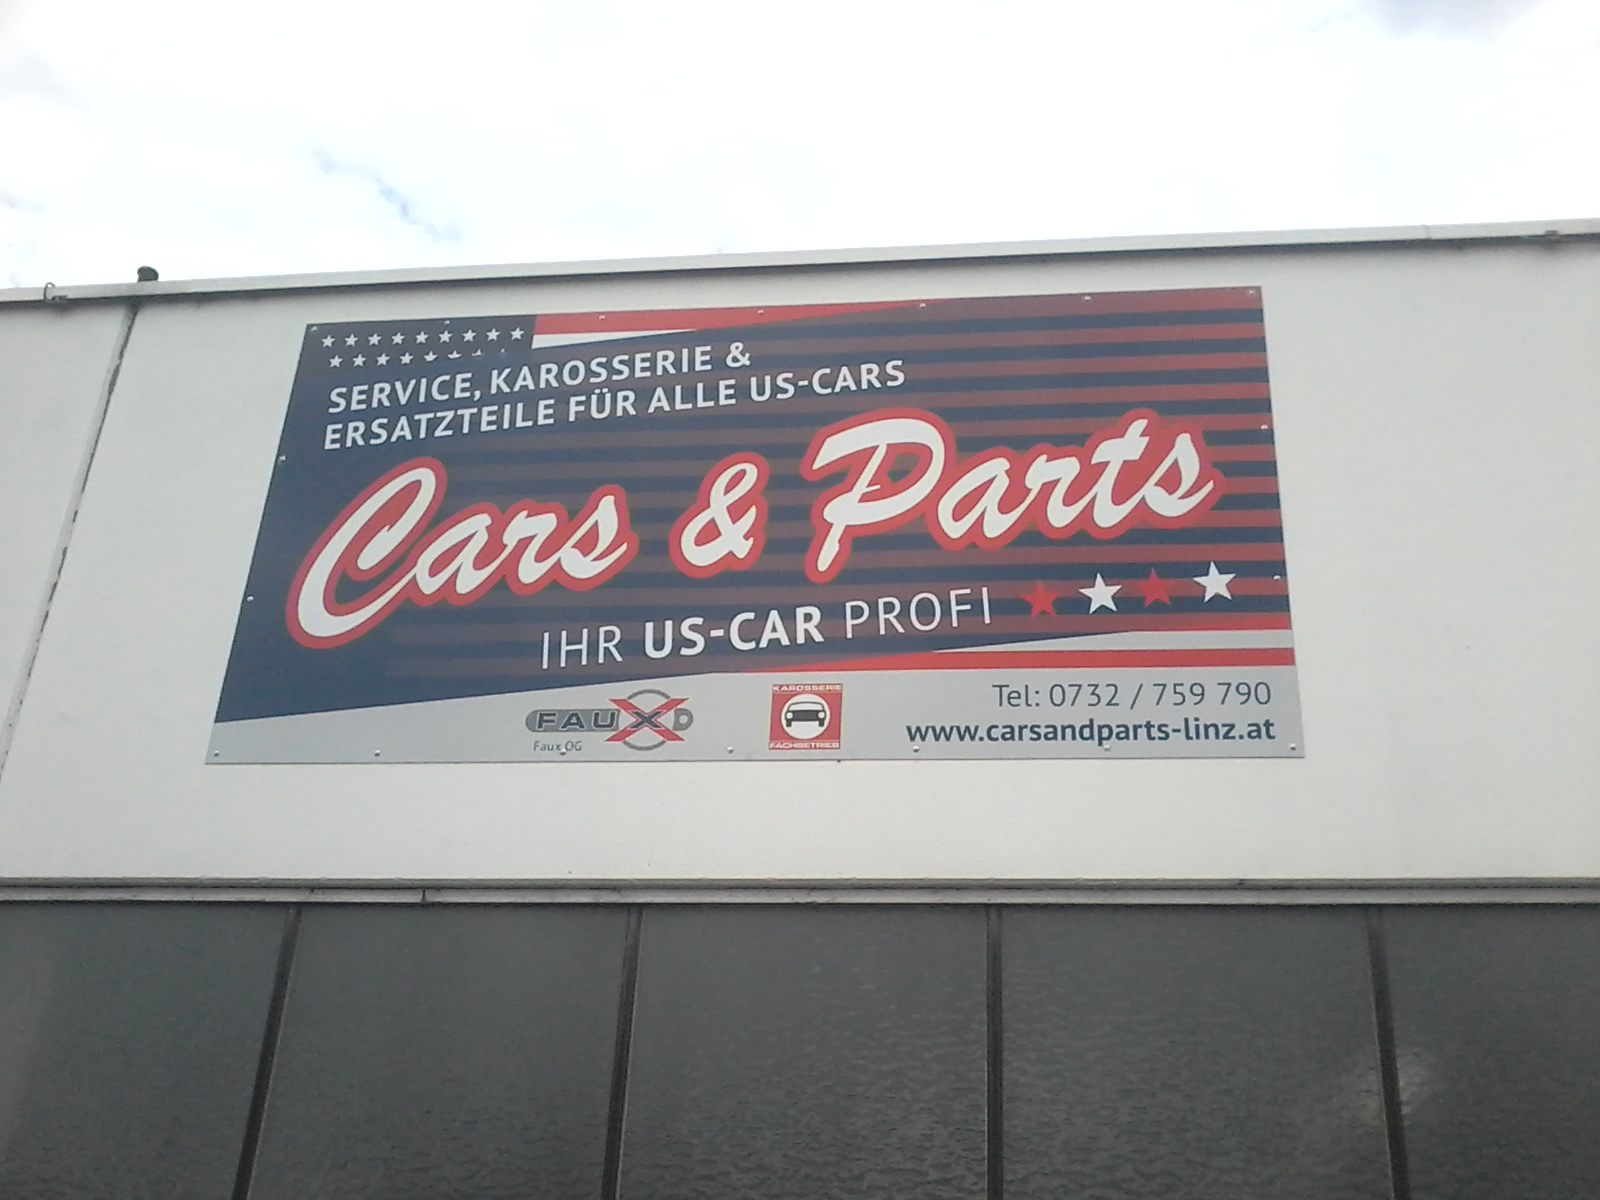 SERVICE, KAROSSERIE &
ERSATZTEILE FÜR ALLE US-CARS
Cars & Parts
IHR US-CAR PROFI
FAUX
Faux OG
KAROSSERIE
FACHBETRIEB
Tel: 0732 / 759 790
www.carsandparts-linz.at